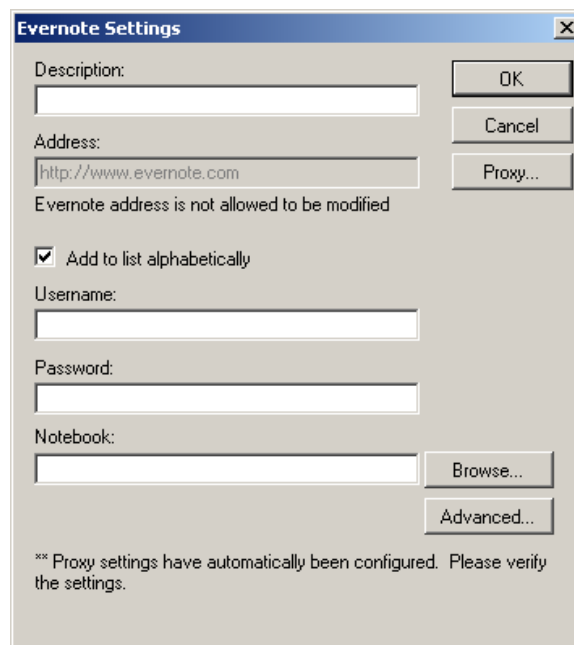 Evernote Settings
Description:
OK
Cancel
Address:
http://www.evernote.com
Proxy...
Evernote address is not allowed to be modified
Add to list alphabetically
Username:
Password:
Notebook:
Browse...
Advanced...
** Proxy settings have automatically been configured. Please verify
the settings.